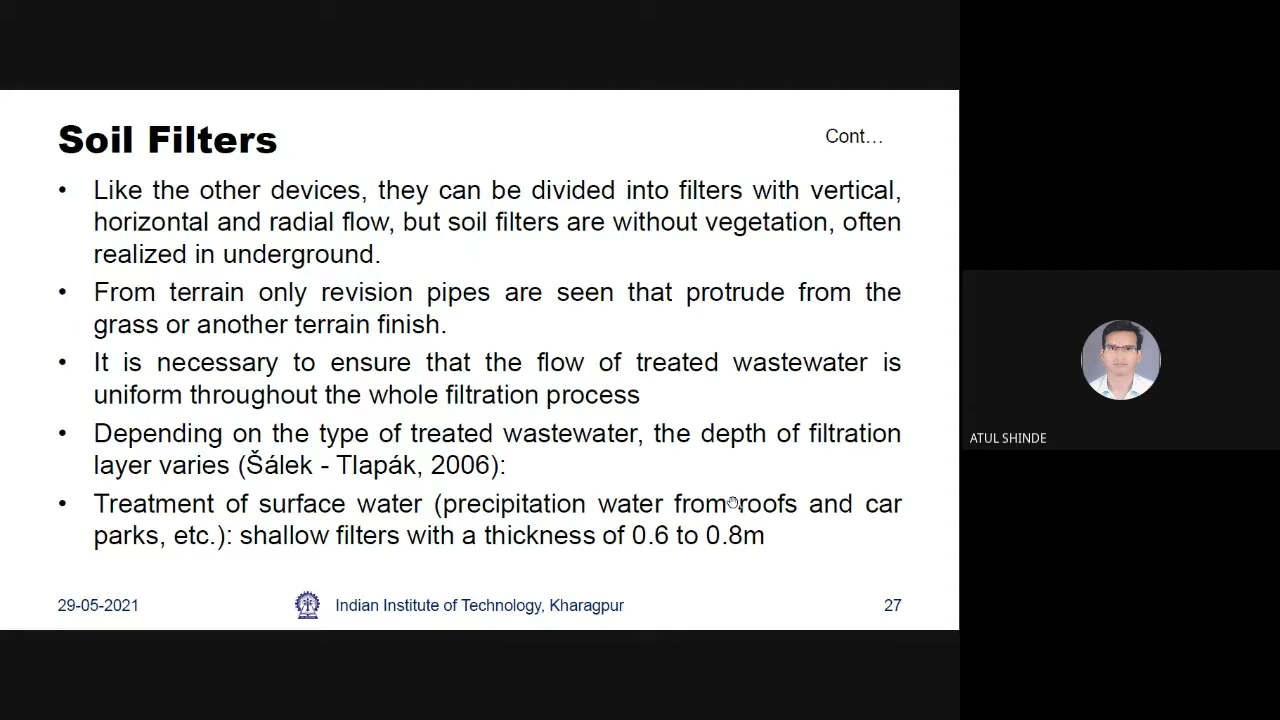 Soil Filters
Cont...
• Like the other devices, they can be divided into filters with vertical,
horizontal and radial flow, but soil filters are without vegetation, often
realized in underground.
• From terrain only revision pipes are seen that protrude from the
grass or another terrain finish.
• It is necessary to ensure that the flow of treated wastewater is
uniform throughout the whole filtration process
• Depending on the type of treated wastewater, the depth of filtration
layer varies (Šálek - Tlapák, 2006):
• Treatment of surface water (precipitation water from roofs and car
parks, etc.): shallow filters with a thickness of 0.6 to 0.8m
29-05-2021
Indian Institute of Technology, Kharagpur
27
ATUL SHINDE